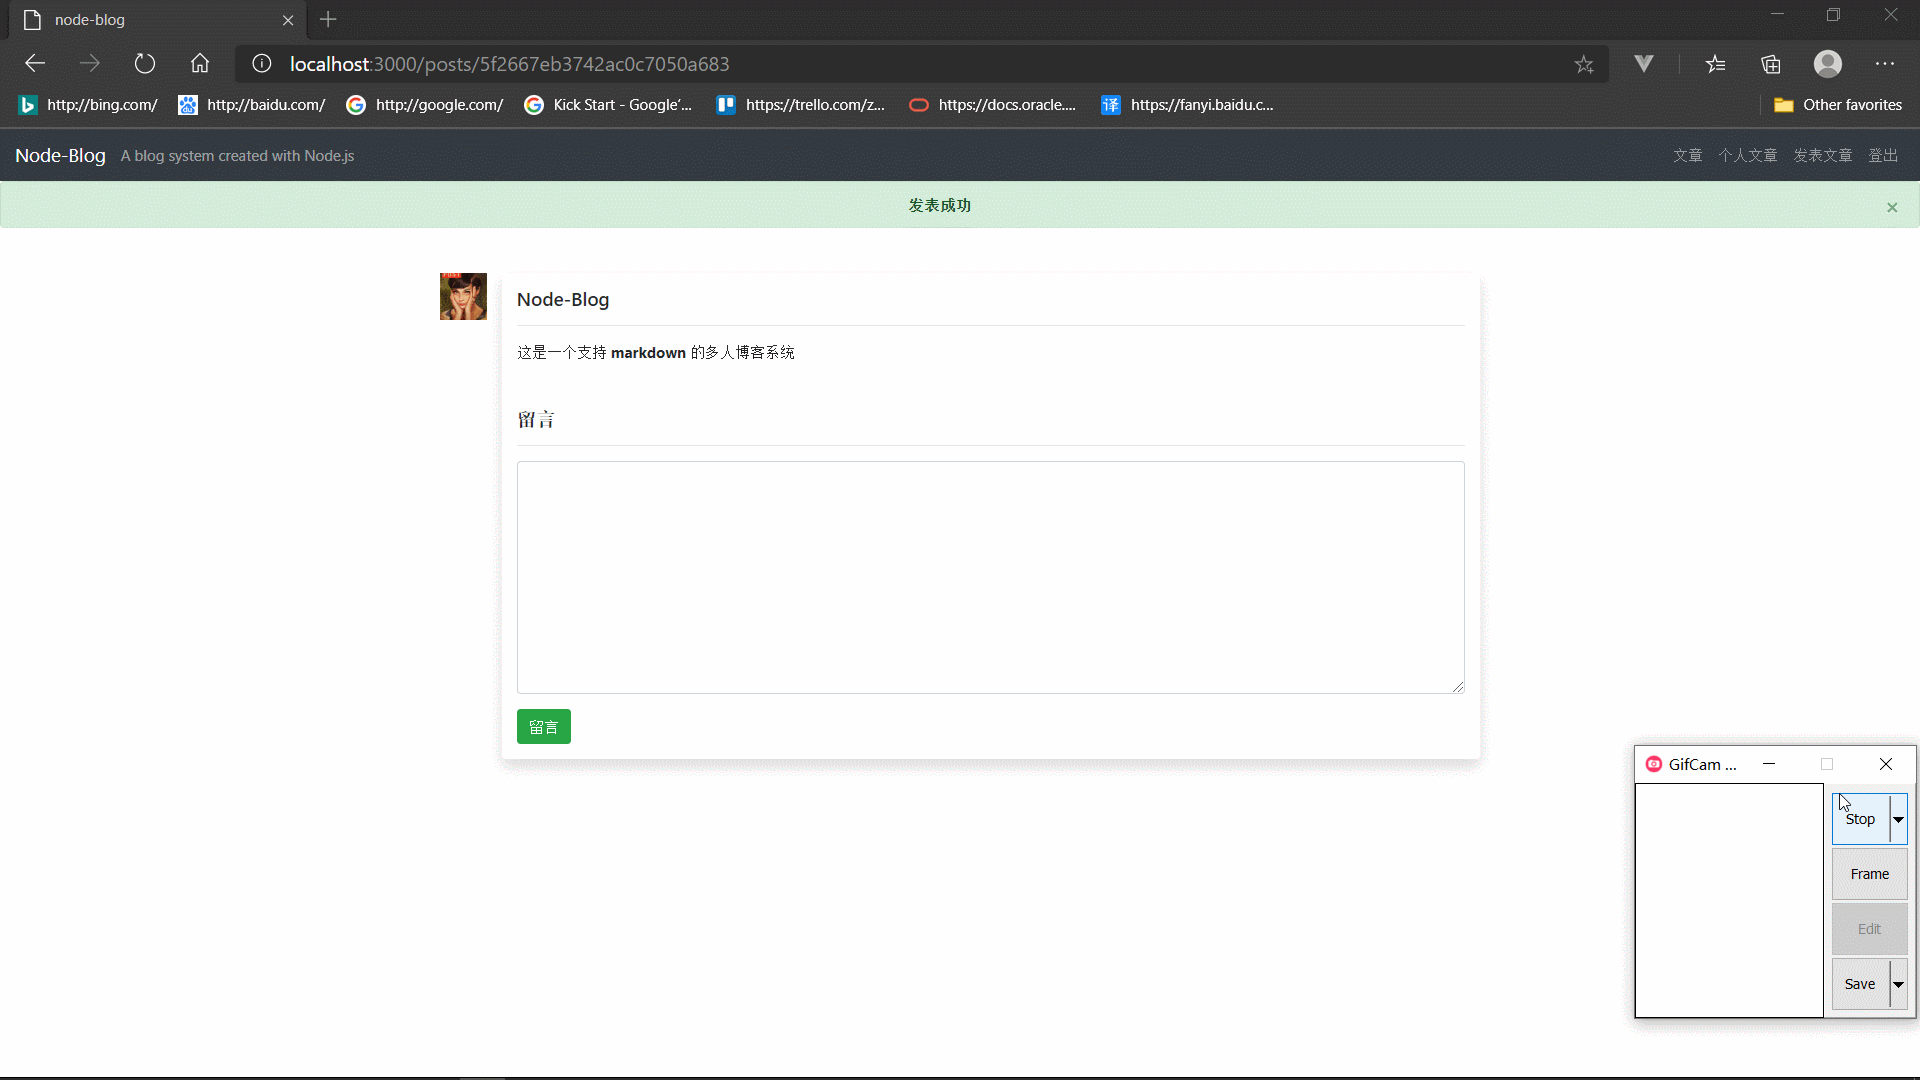 node-blog
localhost:3000/posts/5f2667eb3742ac0c7050a683
http://bing.com/ http://baidu.com/ http://google.com/ Kick Start - Google'... https://trello.com/z... https://docs.oracle.... https://fanyi.baidu.c... Other favorites
Node-Blog A blog system created with Node.js 文章 个人文章 发表文章 登出
发表成功
Node-Blog
这是一个支持 markdown 的多人博客系统
留言
留言
GifCam ...
Stop
Frame
Edit
Save